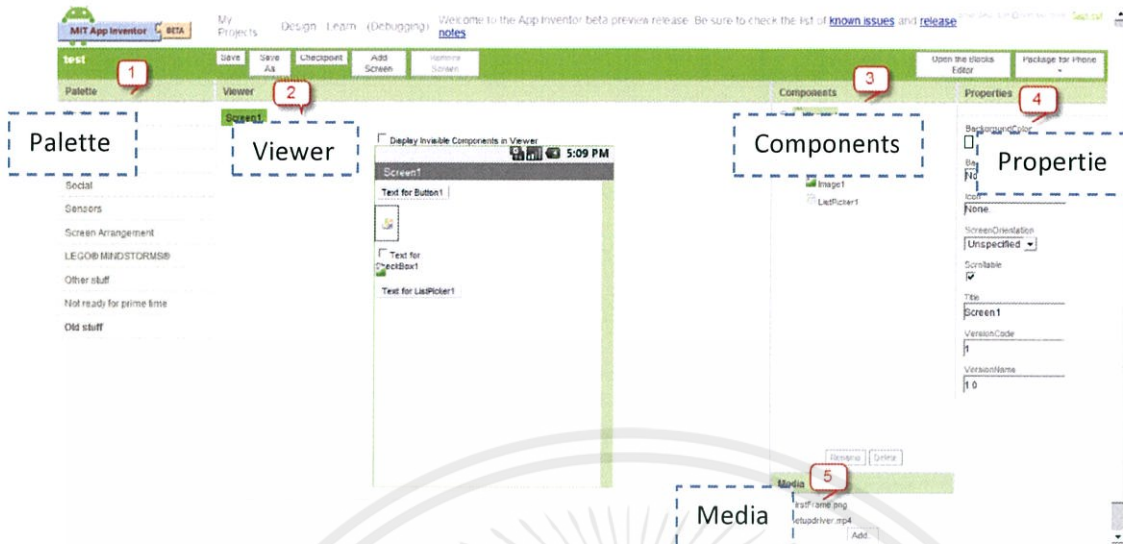 MIT App Inventor BETA
My Projects Design Learn (Debugging)
Welcome to the App Inventor beta preview release. Be sure to check the list of known issues and release notes
test
Save
Save As
Checkpoint
Add Screen
Remove Screen
Open the Blocks Editor
Package for Phone
1
Palette
Palette
Social
Sensors
Screen Arrangement
LEGO® MINDSTORMS®
Other stuff
Not ready for prime time
Old stuff
2
Viewer
Screen1
Viewer
Display Invisible Components in Viewer
5:09 PM
Screen1
Text for Button1
Text for
CheckBox1
Text for ListPicker1
3
Components
Components
Image1
ListPicker1
Rename Delete
5
Media
Media
etupdriver.mp4
Add..
4
Properties
BackgroundColor
Propertie
Icon
None..
ScreenOrientation
Unspecified
Scrollable
Title
Screen1
VersionCode
1
VersionName
1.0